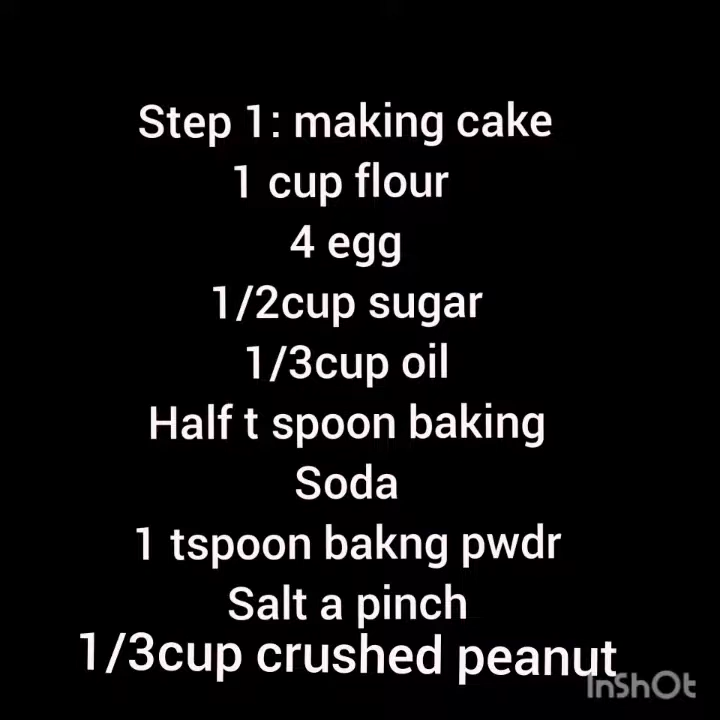 Step 1: making cake
1 cup flour
4 egg
1/2cup sugar
1/3cup oil
Half t spoon baking
Soda
1 tspoon bakng pwdr
Salt a pinch
1/3cup crushed peanut
InShOt